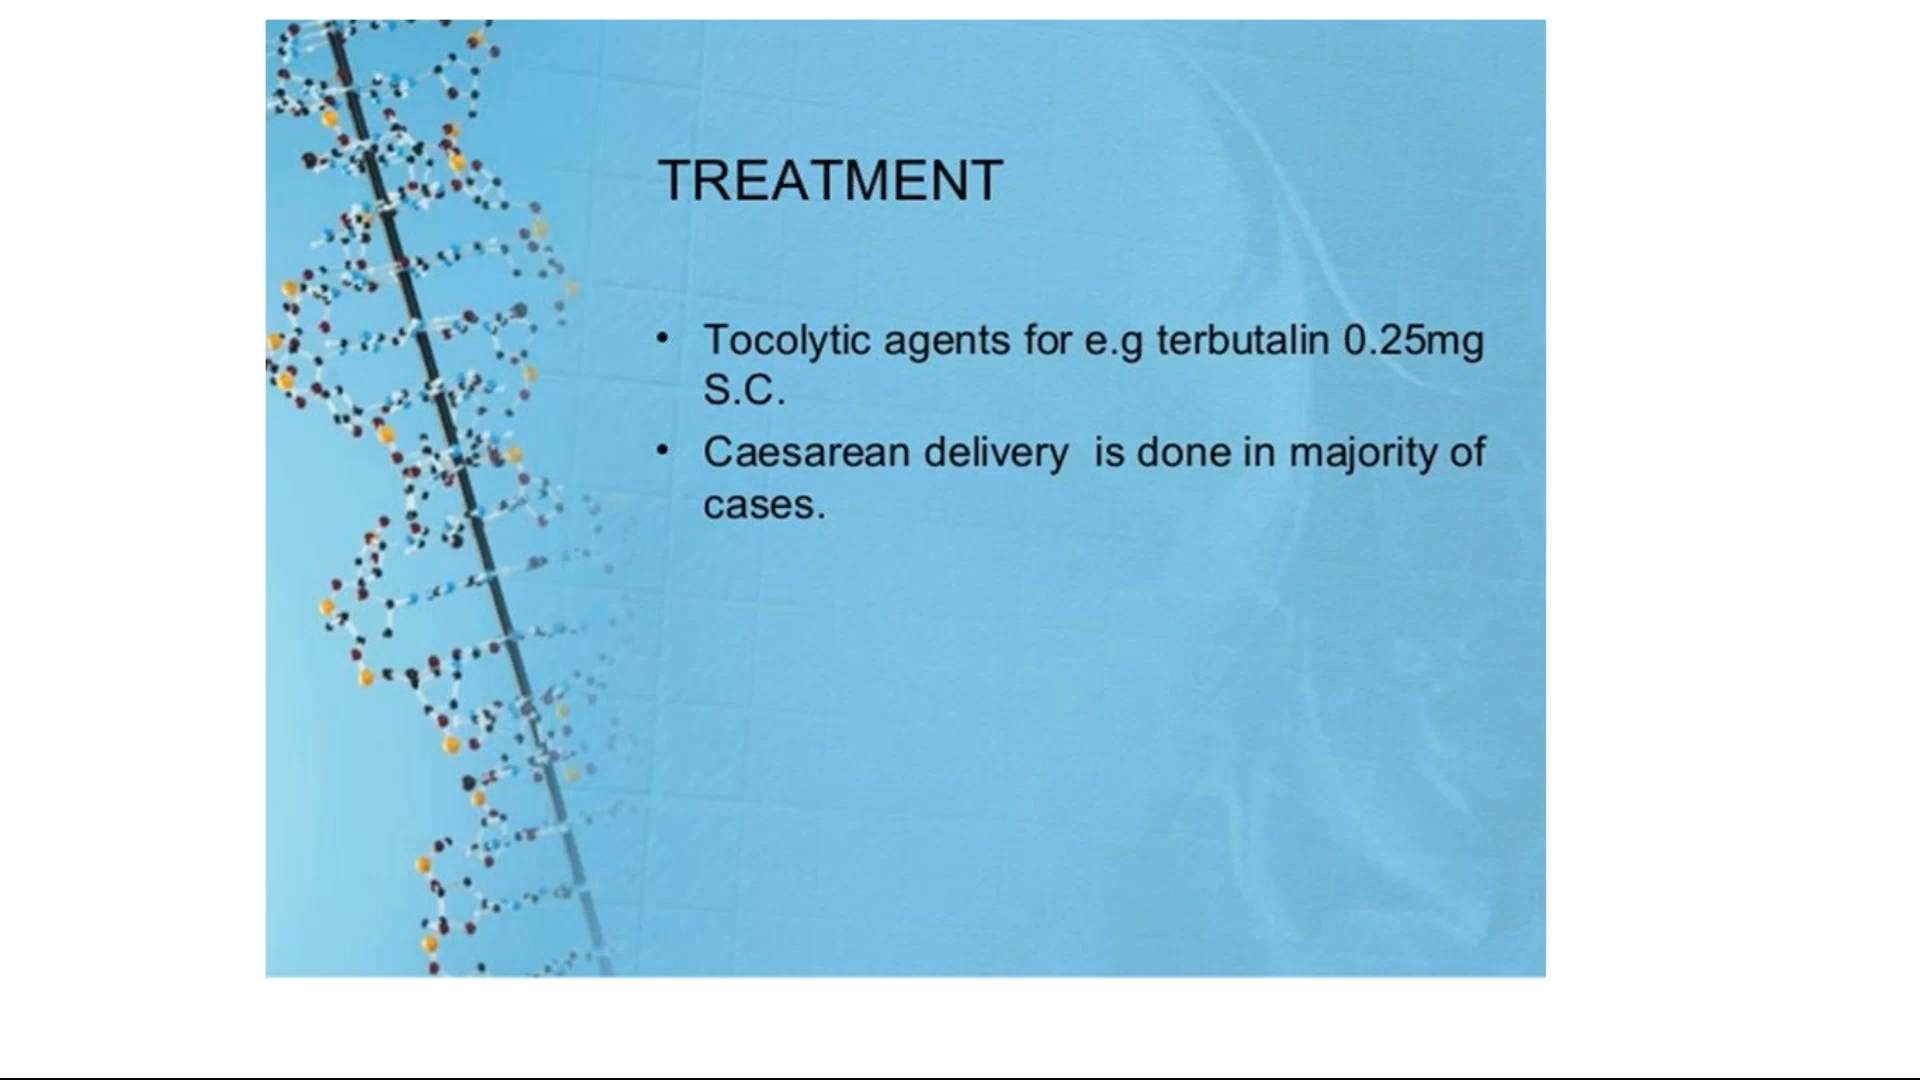 TREATMENT
• Tocolytic agents for e.g terbutalin 0.25mg
S.C.
• Caesarean delivery  is done in majority of
cases.